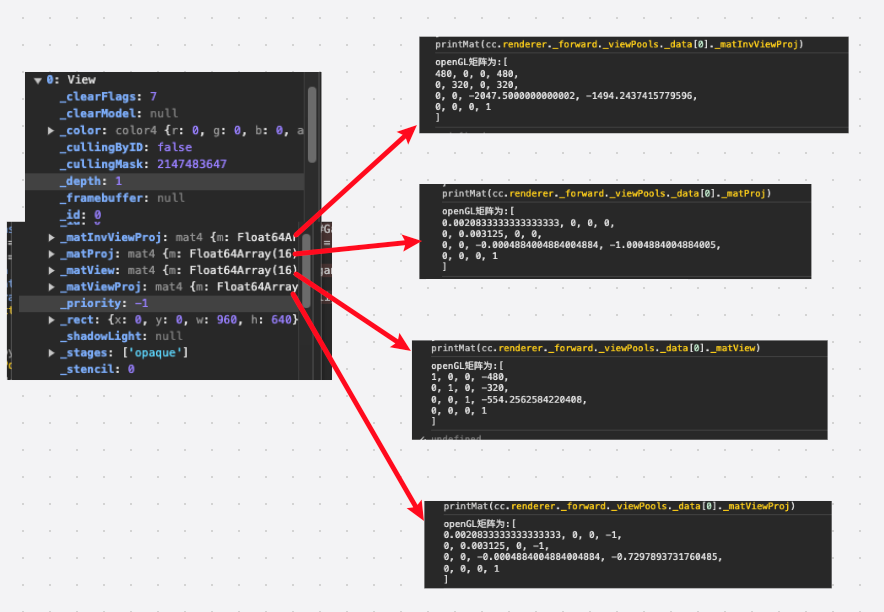 0: View
_clearFlags: 7
_clearModel: null
_color: color4 {r: 0, g: 0, b: 0, a
_cullingByID: false
_cullingMask: 2147483647
_depth: 1
_framebuffer: null
_id: 0
_matInvViewProj: mat4 {m: Float64Ar
_matProj: mat4 {m: Float64Array(16)
_matView: mat4 {m: Float64Array(16)
_matViewProj: mat4 {m: Float64Array
_priority: -1
_rect: {x: 0, y: 0, w: 960, h: 640}
_shadowLight: null
_stages: ['opaque']
_stencil: 0
printMat(cc.renderer._forward._viewPools._data[0]._matInvViewProj)
openGL矩阵为:[
480, 0, 0, 480,
0, 320, 0, 320,
0, 0, -2047.5000000000002, -1494.2437415779596,
0, 0, 0, 1
]
printMat(cc.renderer._forward._viewPools._data[0]._matProj)
openGL矩阵为:[
0.0020833333333333333, 0, 0, 0,
0, 0.003125, 0, 0,
0, 0, -0.0004884004884004884, -1.0004884004884005,
0, 0, 0, 1
]
printMat(cc.renderer._forward._viewPools._data[0]._matView)
openGL矩阵为:[
1, 0, 0, -480,
0, 1, 0, -320,
0, 0, 1, -554.2562584220408,
0, 0, 0, 1
]
undefined
printMat(cc.renderer._forward._viewPools._data[0]._matViewProj)
openGL矩阵为:[
0.0020833333333333333, 0, 0, -1,
0, 0.003125, 0, -1,
0, 0, -0.0004884004884004884, -0.7297893731760485,
0, 0, 0, 1
]